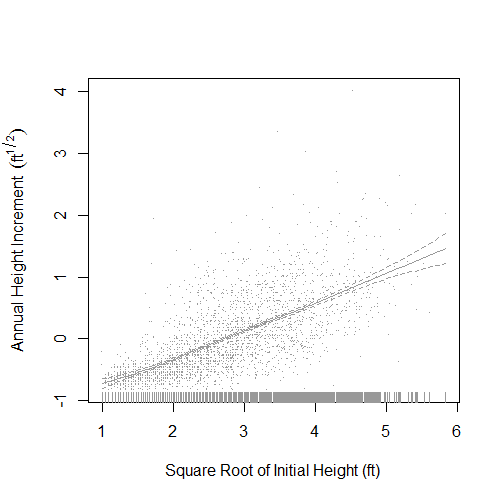 Annual Height Increment (ft^1/2)
4
3
2
1
0
-1
1 2 3 4 5 6
Square Root of Initial Height (ft)